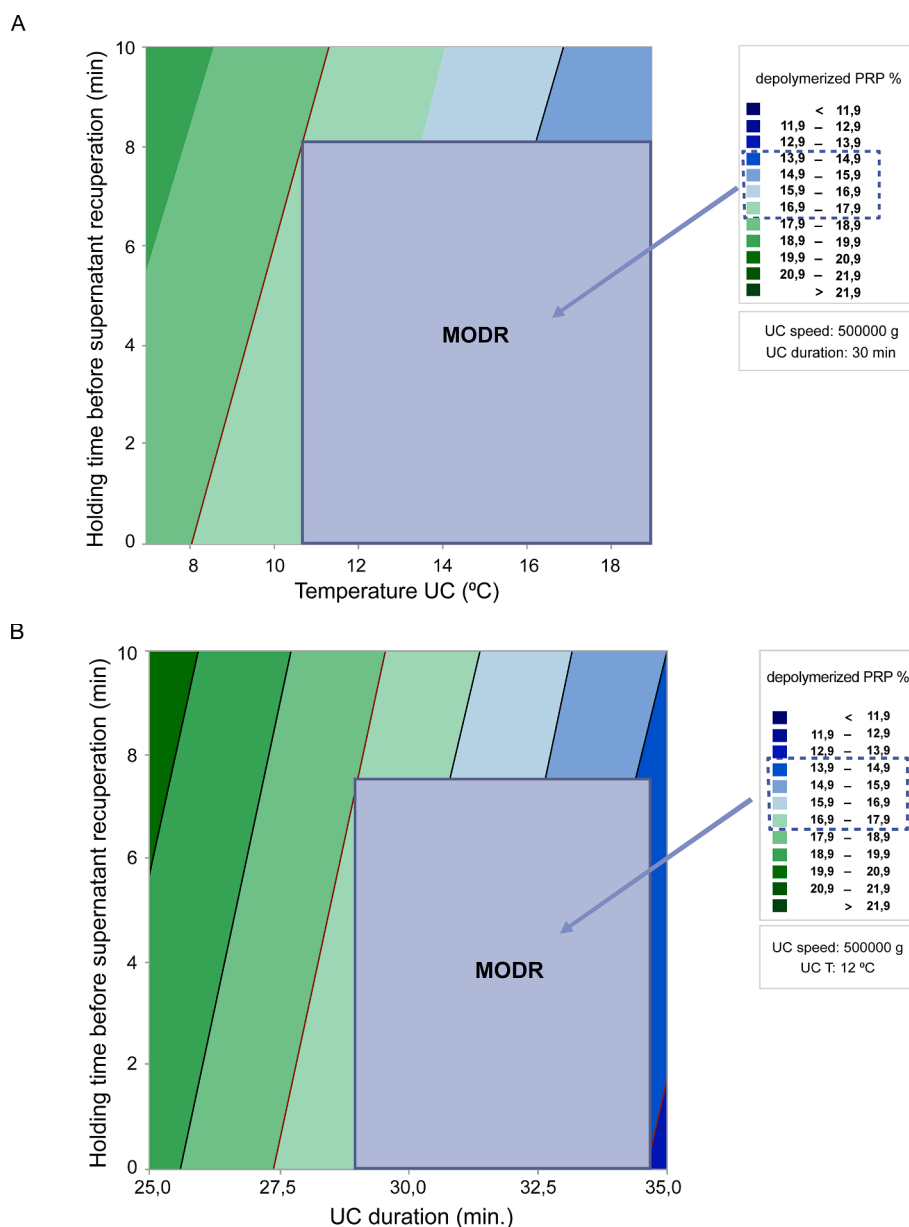 A
Holding time before supernatant recuperation (min)
10
8
6
4
2
0
MODR
8
10
12
14
16
18
Temperature UC (ºC)
depolymerized PRP %
< 11,9
11,9 – 12,9
12,9 – 13,9
13,9 – 14,9
14,9 – 15,9
15,9 – 16,9
16,9 – 17,9
17,9 – 18,9
18,9 – 19,9
19,9 – 20,9
20,9 – 21,9
> 21,9
UC speed: 500000 g
UC duration: 30 min
B
Holding time before supernatant recuperation (min)
10
8
6
4
2
0
MODR
25,0
27,5
30,0
32,5
35,0
UC duration (min.)
depolymerized PRP %
< 11,9
11,9 – 12,9
12,9 – 13,9
13,9 – 14,9
14,9 – 15,9
15,9 – 16,9
16,9 – 17,9
17,9 – 18,9
18,9 – 19,9
19,9 – 20,9
20,9 – 21,9
> 21,9
UC speed: 500000 g
UC T: 12 ºC